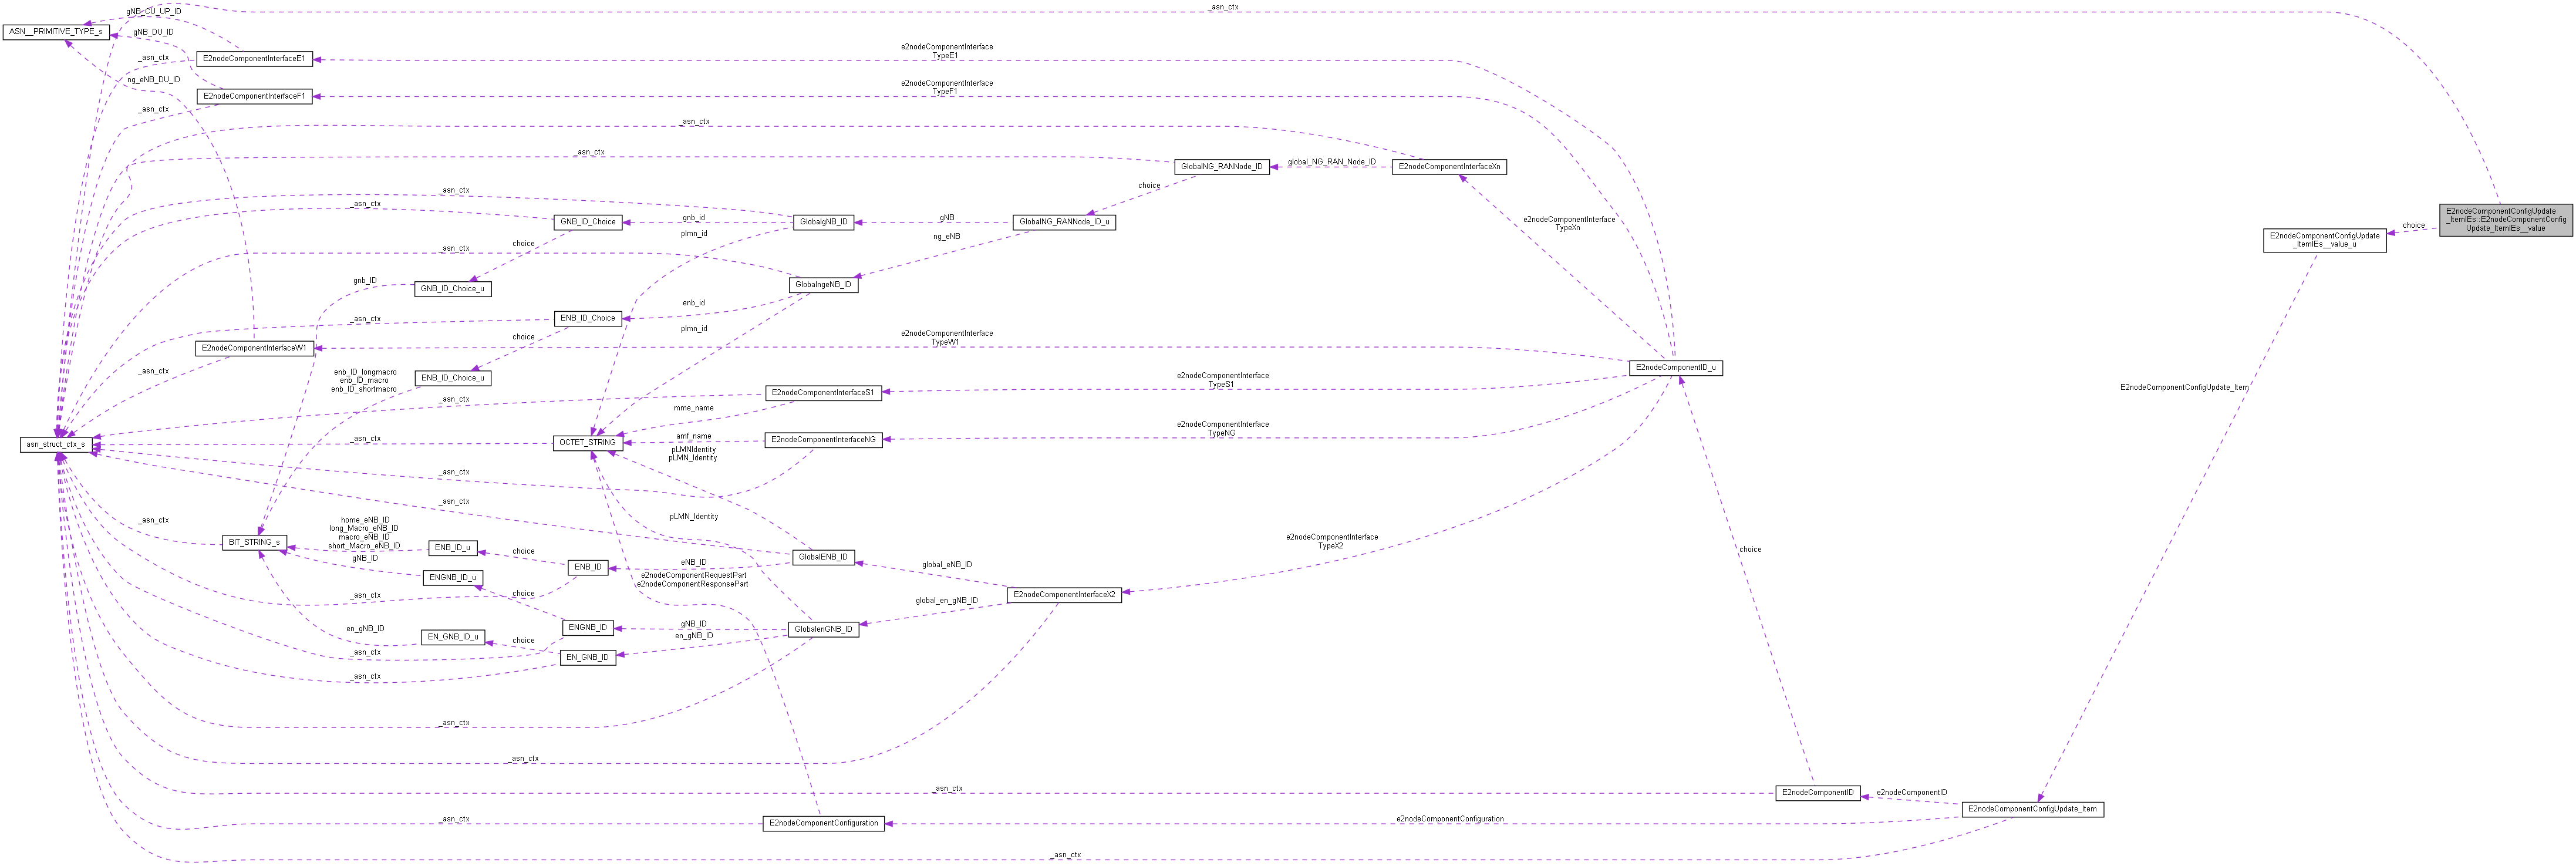 _asn_ctx
gNB_CU_UP_ID
ASN__PRIMITIVE_TYPE_s
gNB_DU_ID
E2nodeComponentInterface
TypeE1
_asn_ctx
E2nodeComponentInterfaceE1
ng_eNB_DU_ID
E2nodeComponentInterface
TypeF1
E2nodeComponentInterfaceF1
_asn_ctx
_asn_ctx
_asn_ctx
GlobalNG_RANNode_ID
global_NG_RAN_Node_ID
E2nodeComponentInterfaceXn
choice
_asn_ctx
_asn_ctx
GNB_ID_Choice
gnb_id
GlobalgNB_ID
gNB
GlobalNG_RANNode_ID_u
E2nodeComponentInterface
TypeXn
E2nodeComponentConfigUpdate
_ItemIEs::E2nodeComponentConfig
Update_ItemIEs__value
choice
E2nodeComponentConfigUpdate
_ItemIEs__value_u
plmn_id
ng_eNB
choice
_asn_ctx
gnb_ID
GNB_ID_Choice_u
GlobalngeNB_ID
enb_id
_asn_ctx
ENB_ID_Choice
plmn_id
choice
E2nodeComponentInterface
TypeW1
E2nodeComponentInterfaceW1
_asn_ctx
enb_ID_longmacro
enb_ID_macro
enb_ID_shortmacro
ENB_ID_Choice_u
E2nodeComponentID_u
E2nodeComponentInterface
TypeS1
E2nodeComponentInterfaceS1
_asn_ctx
mme_name
E2nodeComponentConfigUpdate_Item
E2nodeComponentInterface
TypeNG
asn_struct_ctx_s
_asn_ctx
OCTET_STRING
amf_name
E2nodeComponentInterfaceNG
pLMNIdentity
pLMN_Identity
_asn_ctx
_asn_ctx
pLMN_Identity
_asn_ctx
BIT_STRING_s
home_eNB_ID
long_Macro_eNB_ID
macro_eNB_ID
short_Macro_eNB_ID
ENB_ID_u
choice
ENB_ID
eNB_ID
GlobalENB_ID
global_eNB_ID
E2nodeComponentInterface
TypeX2
choice
gNB_ID
ENGNB_ID_u
e2nodeComponentRequestPart
e2nodeComponentResponsePart
_asn_ctx
choice
E2nodeComponentInterfaceX2
global_en_gNB_ID
en_gNB_ID
EN_GNB_ID_u
ENGNB_ID
gNB_ID
GlobalenGNB_ID
en_gNB_ID
choice
_asn_ctx
EN_GNB_ID
_asn_ctx
_asn_ctx
_asn_ctx
_asn_ctx
E2nodeComponentID
e2nodeComponentID
E2nodeComponentConfigUpdate_Item
_asn_ctx
E2nodeComponentConfiguration
e2nodeComponentConfiguration
_asn_ctx